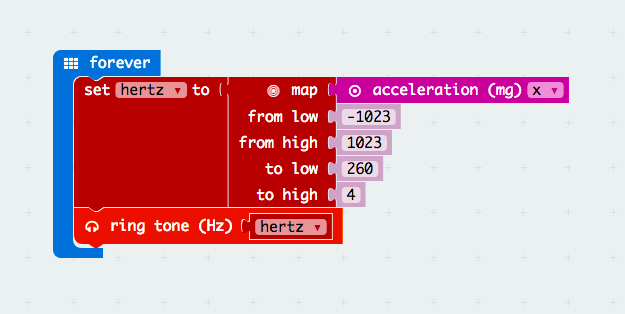 forever
set hertz to map acceleration (mg) x
from low -1023
from high 1023
to low 260
to high 4
ring tone (Hz) hertz